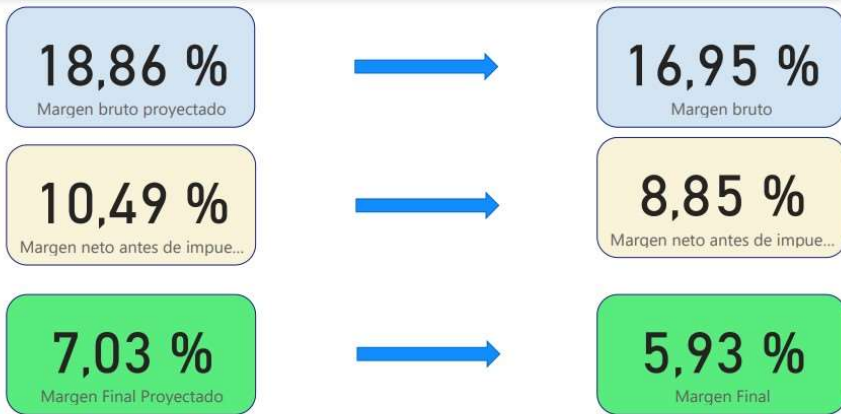 18,86 %
Margen bruto proyectado
16,95 %
Margen bruto
10,49 %
Margen neto antes de impue...
8,85 %
Margen neto antes de impue...
7,03 %
Margen Final Proyectado
5,93 %
Margen Final